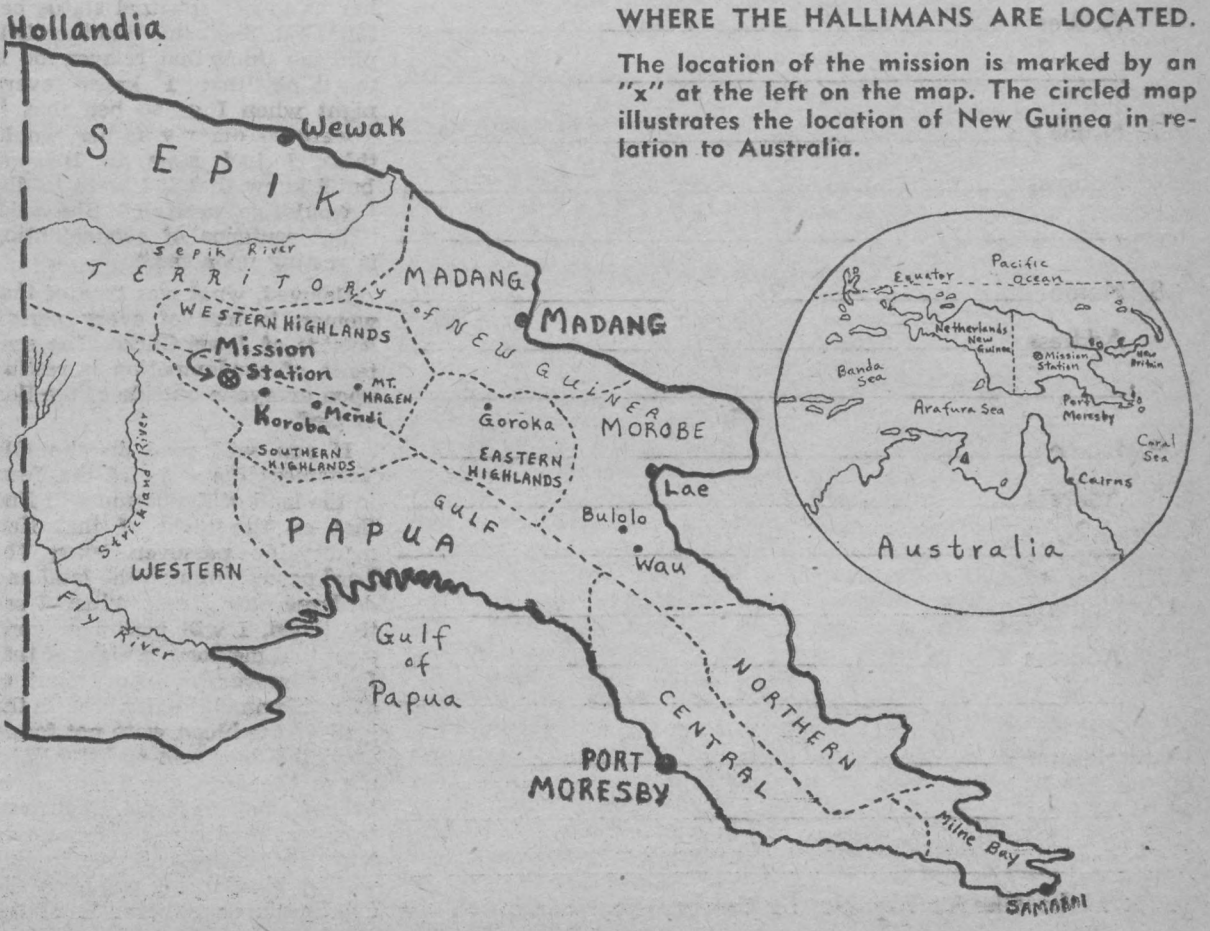 Hollandia
WHERE THE HALLIMANS ARE LOCATED.
The location of the mission is marked by an
"x" at the left on the map. The circled map
illustrates the location of New Guinea in re-
lation to Australia.
Wewak
SEPIK
Sepik River
TERRITORY
of NEW GUINEA
MADANG
MADANG
WESTERN HIGHLANDS
Mission
Station
MT.
HAGEN
Koroba
Mendi
Goroka
MOROBE
SOUTHERN
HIGHLANDS
EASTERN
HIGHLANDS
Lae
Strickland River
GULF
Bulolo
PAPUA
Wau
WESTERN
Fly River
Gulf
of
Papua
NORTHERN
CENTRAL
PORT
MORESBY
Milne Bay
SAMARAI
Pacific
Ocean
Equator
Netherlands
New
Guinea
Mission
Station
New
Britain
Banda
Sea
Port
Moresby
Arafura Sea
Coral
Sea
Cairns
Australia